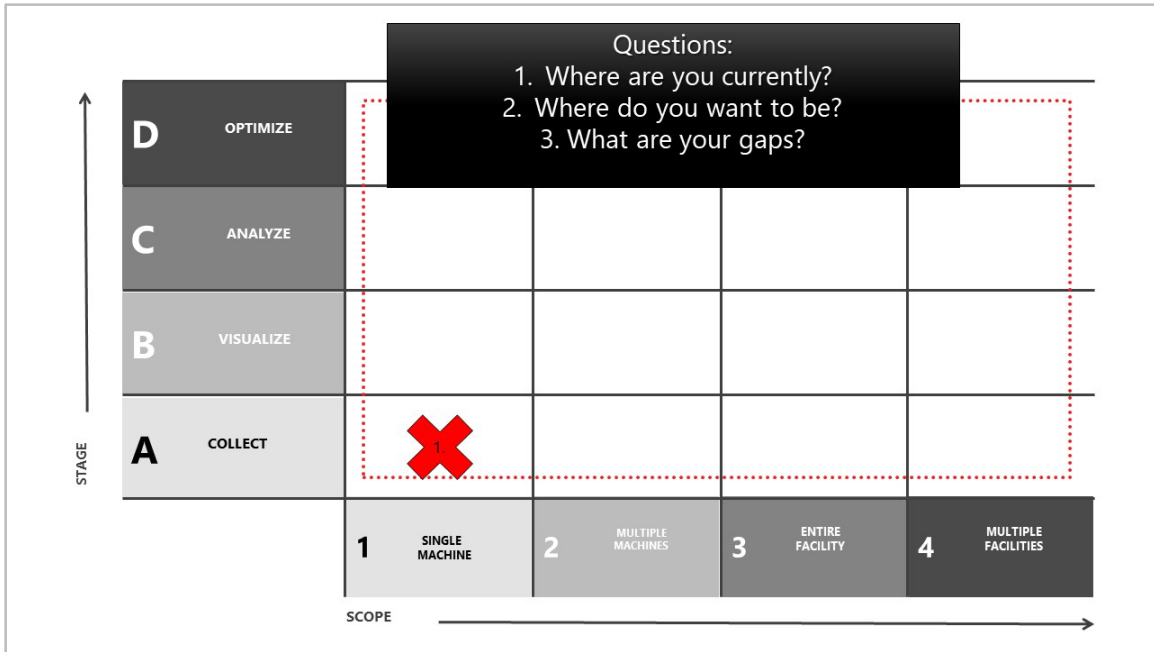 Questions:
1. Where are you currently?
2. Where do you want to be?
3. What are your gaps?
D OPTIMIZE
C ANALYZE
B VISUALIZE
A COLLECT
1.
STAGE
1 SINGLE
MACHINE
2 MULTIPLE
MACHINES
3 ENTIRE
FACILITY
4 MULTIPLE
FACILITIES
SCOPE